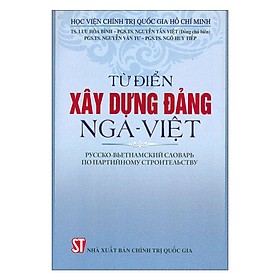 HỌC VIỆN CHÍNH TRỊ QUỐC GIA HỒ CHÍ MINH
TS. LƯU HÒA BÌNH - PGS.TS. NGUYỄN TẤN VIỆT (Đồng chủ biên)
PGS.TS. NGUYỄN VĂN TƯ - PGS.TS. NGÔ HUY TIẾP
TỪ ĐIỂN
XÂY DỰNG ĐẢNG
NGA-VIỆT
РУССКО-ВЬЕТНАМСКИЙ СЛОВАРЬ
ПО ПАРТИЙНОМУ СТРОИТЕЛЬСТВУ
ST NHÀ XUẤT BẢN CHÍNH TRỊ QUỐC GIA